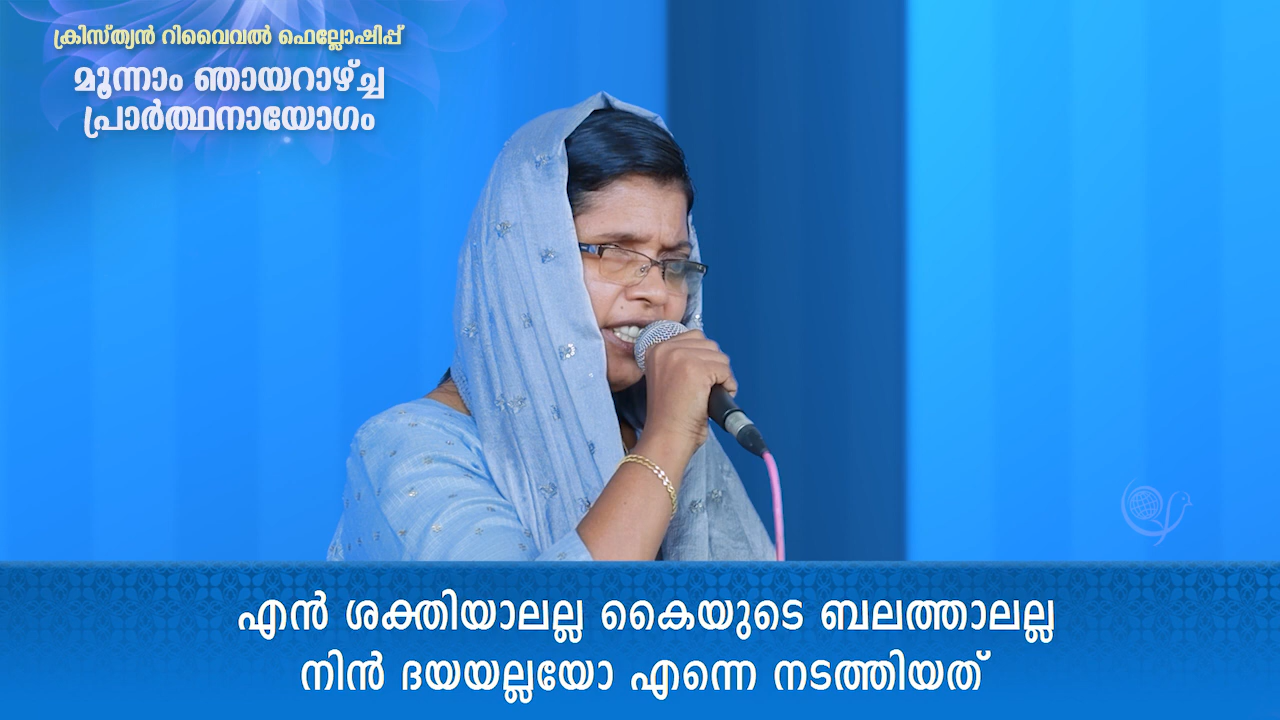 ക്രിസ്ത്യൻ റിവൈവൽ ഫെല്ലോഷിപ്പ്
മൂന്നാം ഞായറാഴ്ച്ച
പ്രാർത്ഥനായോഗം
എൻ ശക്തിയാലല്ല കൈയുടെ ബലത്താലല്ല
നിൻ ദയയല്ലയോ എന്നെ നടത്തിയത്